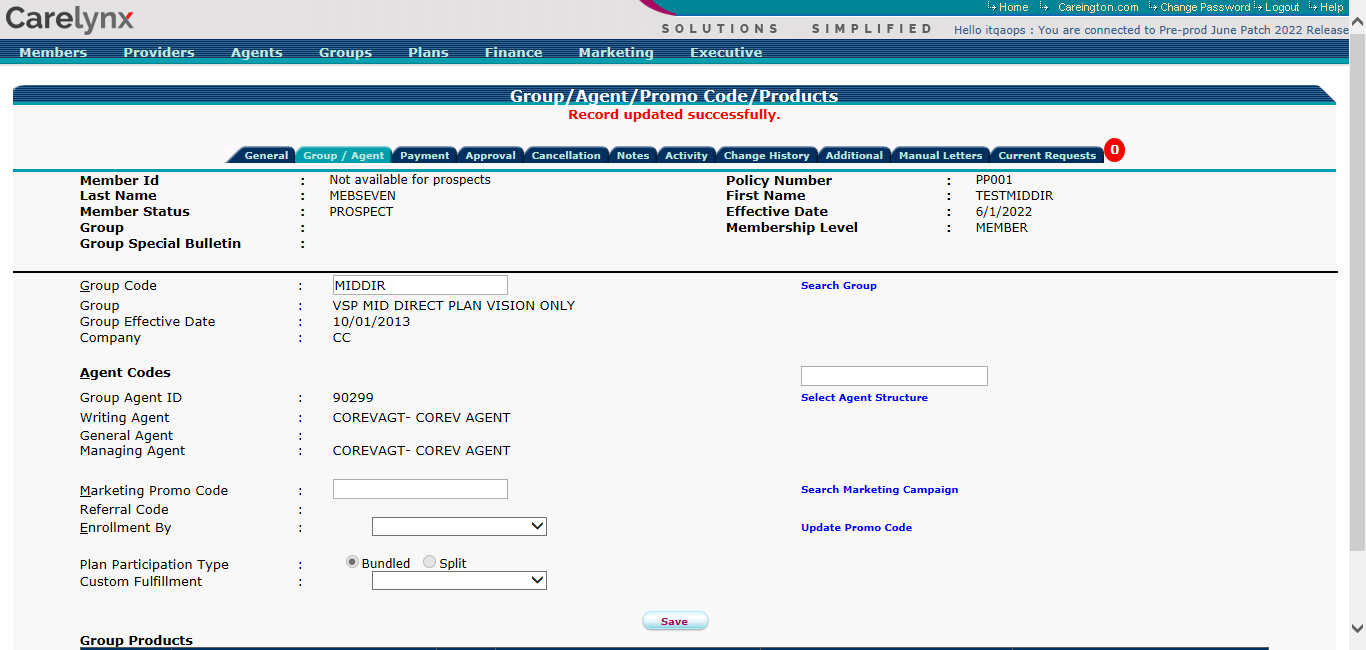 Carelynx
Home Careington.com Change Password Logout Help
SOLUTIONS SIMPLIFIED
Hello itqaops : You are connected to Pre-prod June Patch 2022 Release
Members Providers Agents Groups Plans Finance Marketing Executive
Group/Agent/Promo Code/Products
Record updated successfully.
General Group / Agent Payment Approval Cancellation Notes Activity Change History Additional Manual Letters Current Requests 0
Member Id : Not available for prospects Policy Number : PP001
Last Name : MEBSEVEN First Name : TESTMIDDIR
Member Status : PROSPECT Effective Date : 6/1/2022
Group : Membership Level : MEMBER
Group Special Bulletin :
Group Code : MIDDIR Search Group
Group : VSP MID DIRECT PLAN VISION ONLY
Group Effective Date : 10/01/2013
Company : CC
Agent Codes
Group Agent ID : 90299 Select Agent Structure
Writing Agent : COREVAGT- COREV AGENT
General Agent :
Managing Agent : COREVAGT- COREV AGENT
Marketing Promo Code : Search Marketing Campaign
Referral Code :
Enrollment By : Update Promo Code
Plan Participation Type : Bundled Split
Custom Fulfillment :
Save
Group Products